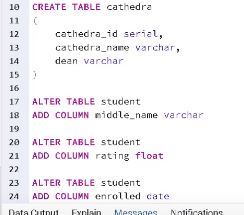 10 CREATE TABLE cathedra
11 (
12 cathedra_id serial,
13 cathedra_name varchar,
14 dean varchar
15 )
16
17 ALTER TABLE student
18 ADD COLUMN middle_name varchar
19
20 ALTER TABLE student
21 ADD COLUMN rating float
22
23 ALTER TABLE student
24 ADD COLUMN enrolled date
Data Output Explain Messages Notifications